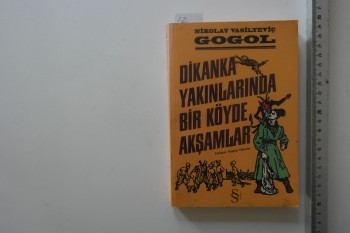 NİKOLAY VASİLYEVİÇ
GOGOL
DİKANKA
YAKINLARINDA
BİR KÖYDE
AKŞAMLAR